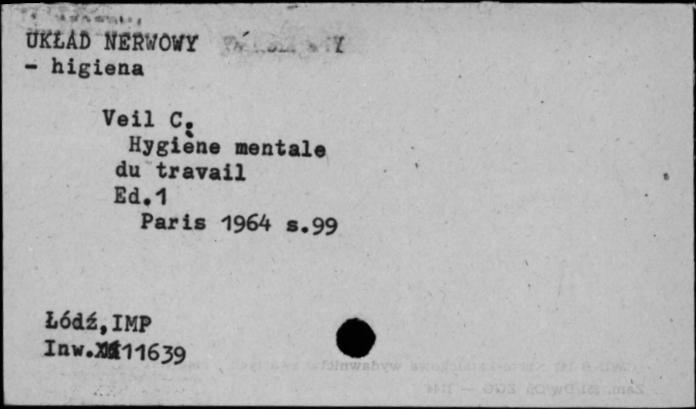 UKŁAD NERWOWY
- higiena
Veil C.
Hygiène mentale
du travail
Ed.1
Paris 1964 s.99
Łódź,IMP
Inw.11639